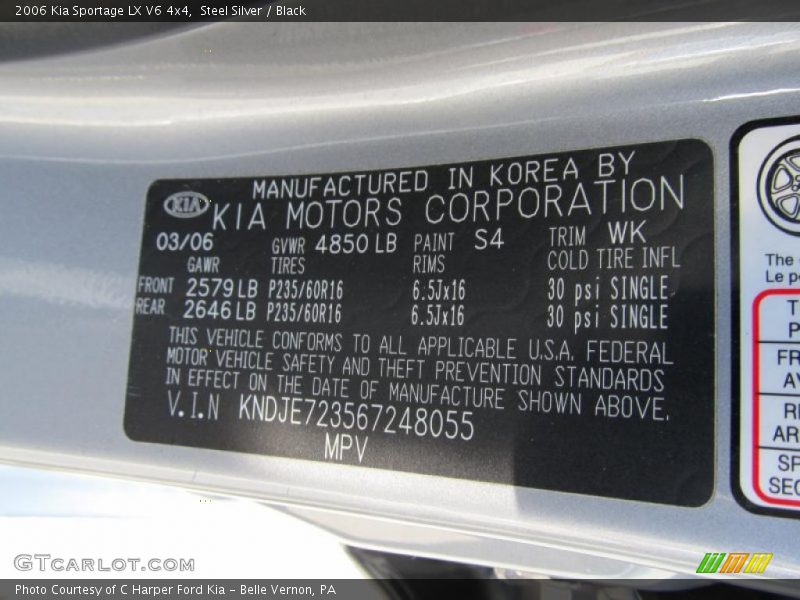 2006 Kia Sportage LX V6 4x4, Steel Silver / Black
MANUFACTURED IN KOREA BY
KIA KIA MOTORS CORPORATION
03/06 GVWR 4850 LB PAINT S4 TRIM WK
GAWR TIRES RIMS COLD TIRE INFL
FRONT 2579 LB P235/60R16 6.5Jx16 30 psi SINGLE
REAR 2646 LB P235/60R16 6.5Jx16 30 psi SINGLE
THIS VEHICLE CONFORMS TO ALL APPLICABLE U.S.A. FEDERAL
MOTOR VEHICLE SAFETY AND THEFT PREVENTION STANDARDS
IN EFFECT ON THE DATE OF MANUFACTURE SHOWN ABOVE.
V.I.N KNDJE723567248055
MPV
The
Le
GTCARLOT.COM
Photo Courtesy of C Harper Ford Kia - Belle Vernon, PA